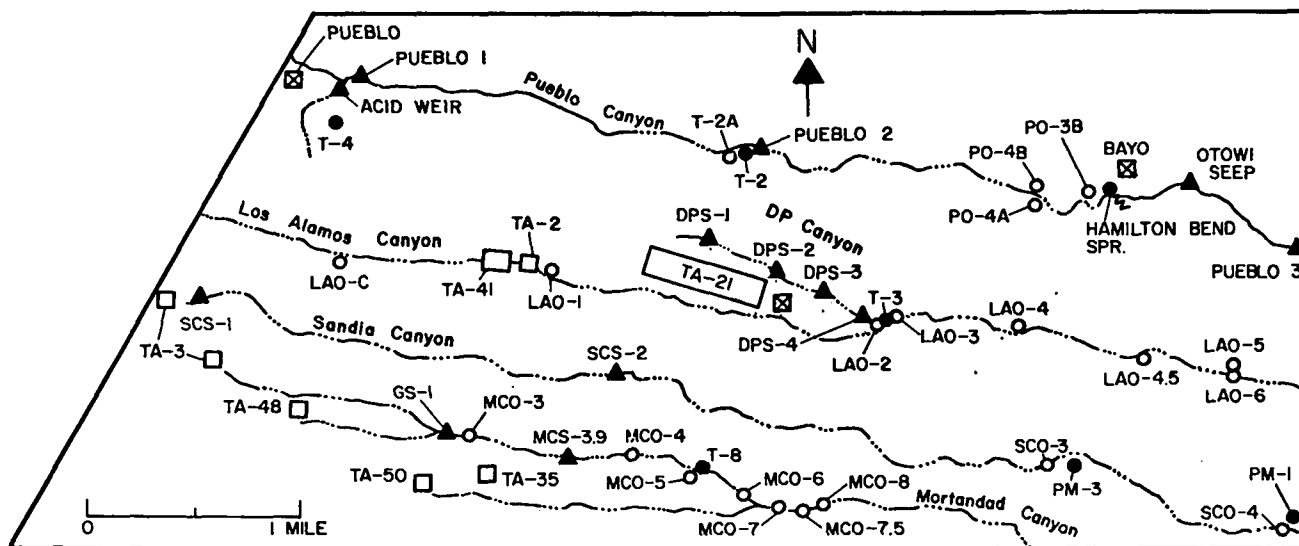 PUEBLO
PUEBLO 1
ACID WEIR
T-4
Pueblo Canyon
N
T-2A
PUEBLO 2
T-2
PO-3B
PO-4B
BAYO
OTOWI
SEEP
PO-4A
HAMILTON BEND
SPR.
PUEBLO 3
Los Alamos Canyon
LAO-C
TA-2
TA-41
LAO-1
DPS-1
DP Canyon
DPS-2
TA-21
DPS-3
T-3
DPS-4
LAO-2
LAO-3
LAO-4
LAO-4.5
LAO-5
LAO-6
SCS-1
Sandia Canyon
TA-3
SCS-2
TA-48
GS-1
MCO-3
MCS-3.9
MCO-4
T-8
MCO-5
TA-50
TA-35
MCO-6
MCO-8
MCO-7
MCO-7.5
Mortandad
Canyon
SCO-3
PM-3
PM-1
SCO-4
0 1 MILE